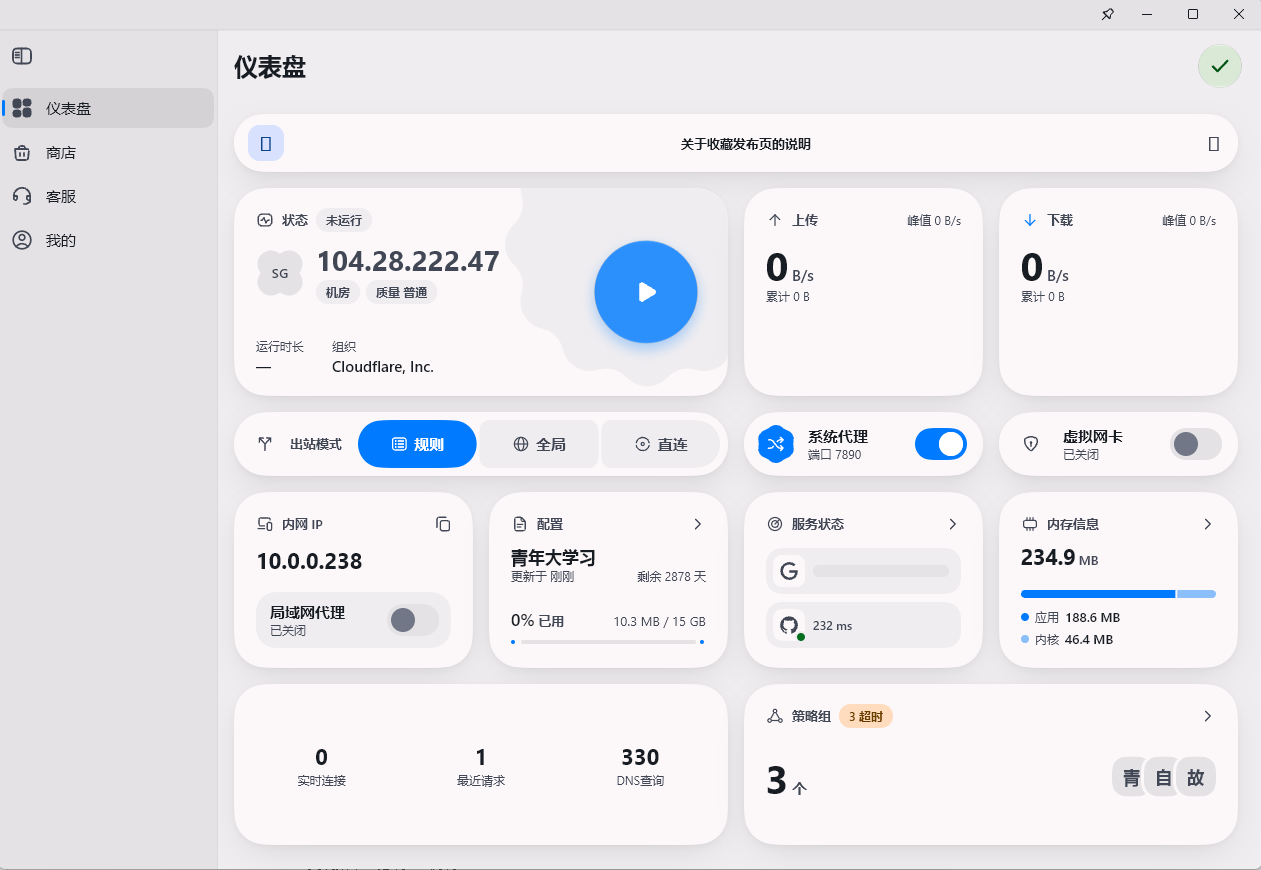 仪表盘
商店
客服
我的
仪表盘
关于收藏发布页的说明
状态 未运行
SG
104.28.222.47
机房 质量 普通
运行时长 组织
— Cloudflare, Inc.
上传 峰值 0 B/s
0 B/s
累计 0 B
下载 峰值 0 B/s
0 B/s
累计 0 B
出站模式 规则 全局 直连
系统代理
端口 7890
虚拟网卡
已关闭
内网 IP
10.0.0.238
局域网代理
已关闭
配置
青年大学习
更新于 刚刚 剩余 2878 天
0% 已用 10.3 MB / 15 GB
服务状态
232 ms
内存信息
234.9 MB
应用 188.6 MB
内核 46.4 MB
0 1 330
实时连接 最近请求 DNS查询
策略组 3 超时
3 个
青 自 故